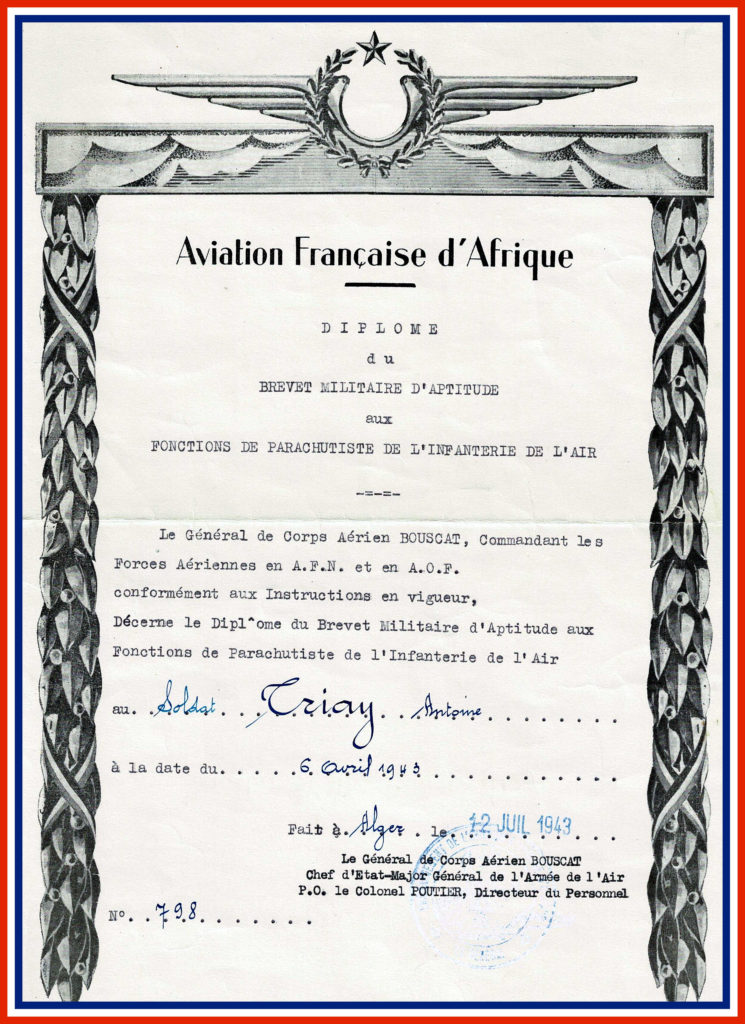 Aviation Française d'Afrique
DIPLOME
du
BREVET MILITAIRE D'APTITUDE
aux
FONCTIONS DE PARACHUTISTE DE L'INFANTERIE DE L'AIR
-=-=-
Le Général de Corps Aérien BOUSCAT, Commandant les
Forces Aériennes en A.F.N. et en A.O.F.
conformément aux Instructions en vigueur,
Décerne le Dipl^ome du Brevet Militaire d'Aptitude aux
Fonctions de Parachutiste de l'Infanterie de l'Air
au. . Soldat . . Triay . . Antoine . . . . . . . . .
à la date du. . . . . 6 avril 1943 . . . . . . . . . . . .
Fait à. Alger . le. 12 JUIL 1943 . . .
Le Général de Corps Aérien BOUSCAT
Chef d'Etat-Major Général de l'Armée de l'Air
P.O. le Colonel POUTIER, Directeur du Personnel
N°. . 798 . . . . . . .